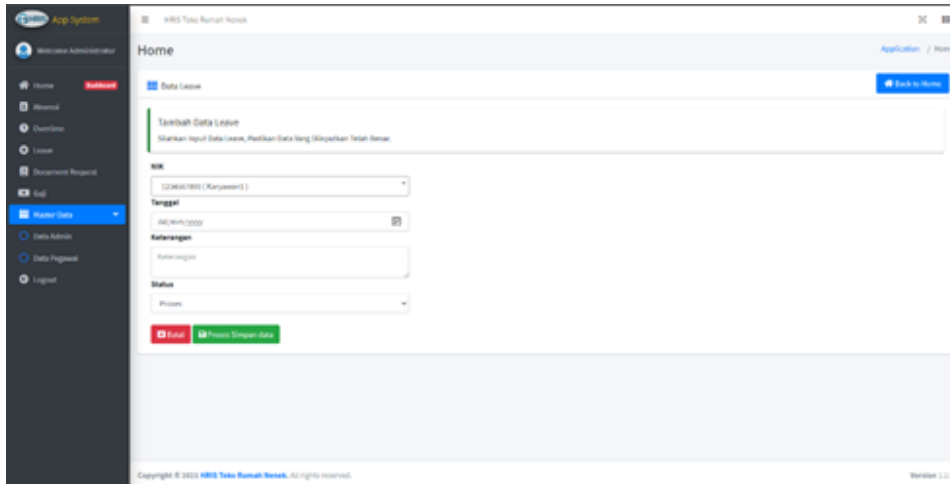 HRIS App System
HRIS Toko Rumah Nenek
Welcome Administrator
Home
Application / Hom
Home Dashboard
Absensi
Overtime
Leave
Document Request
Gaji
Master Data
Data Admin
Data Pegawai
Logout
Data Leave
Back to Home
Tambah Data Leave
Silahkan Input Data Leave, Pastikan Data Yang Diinputkan Telah Benar.
NIK
1234567890 ( Karyawan1 )
Tanggal
dd/mm/yyyy
Keterangan
Keterangan
Status
Proses
Batal
Proses Simpan data
Copyright © 2021 HRIS Toko Rumah Nenek. All rights reserved.
Version